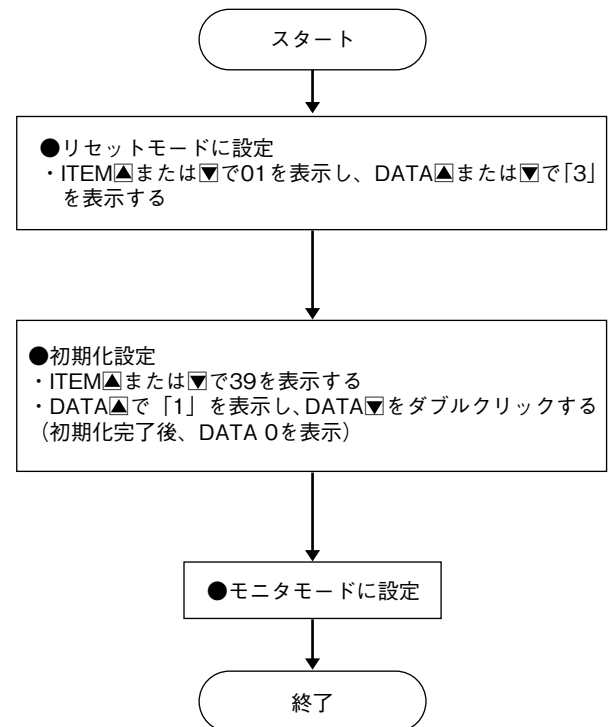 スタート
●リセットモードに設定
・ITEM▲または▼で01を表示し、DATA▲または▼で「3」
を表示する
●初期化設定
・ITEM▲または▼で39を表示する
・DATA▲で「1」を表示し、DATA▼をダブルクリックする
（初期化完了後、DATA 0を表示）
●モニタモードに設定
終了